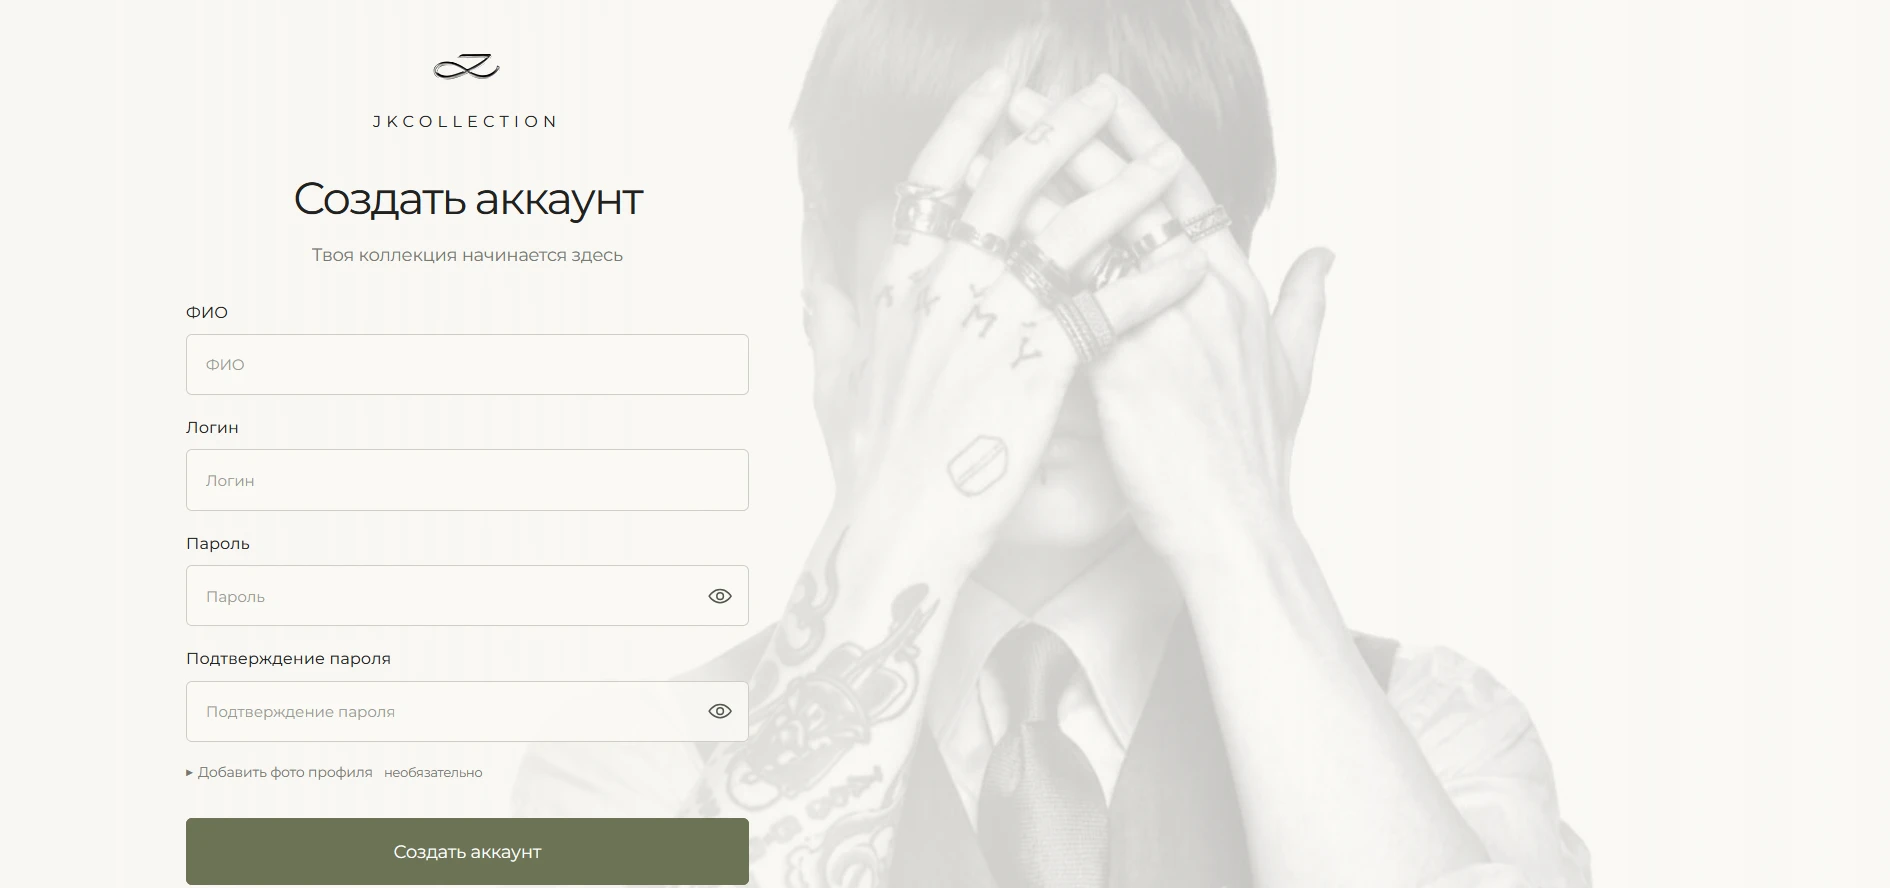 JKCOLLECTION
Создать аккаунт
Твоя коллекция начинается здесь
ФИО
ФИО
Логин
Логин
Пароль
Пароль
Подтверждение пароля
Подтверждение пароля
▸ Добавить фото профиля необязательно
Создать аккаунт